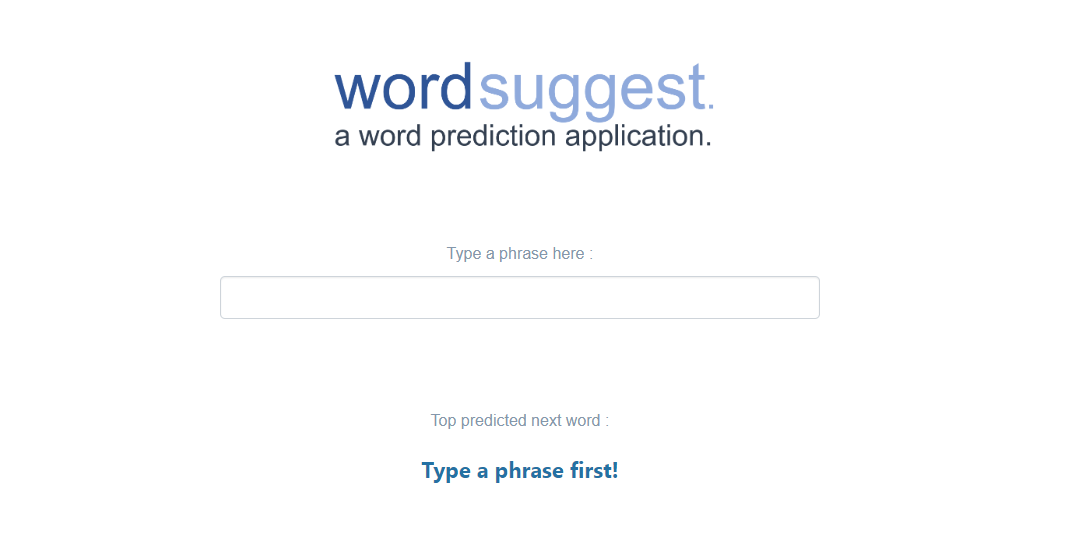 wordsuggest.
a word prediction application.
Type a phrase here :
Top predicted next word :
Type a phrase first!